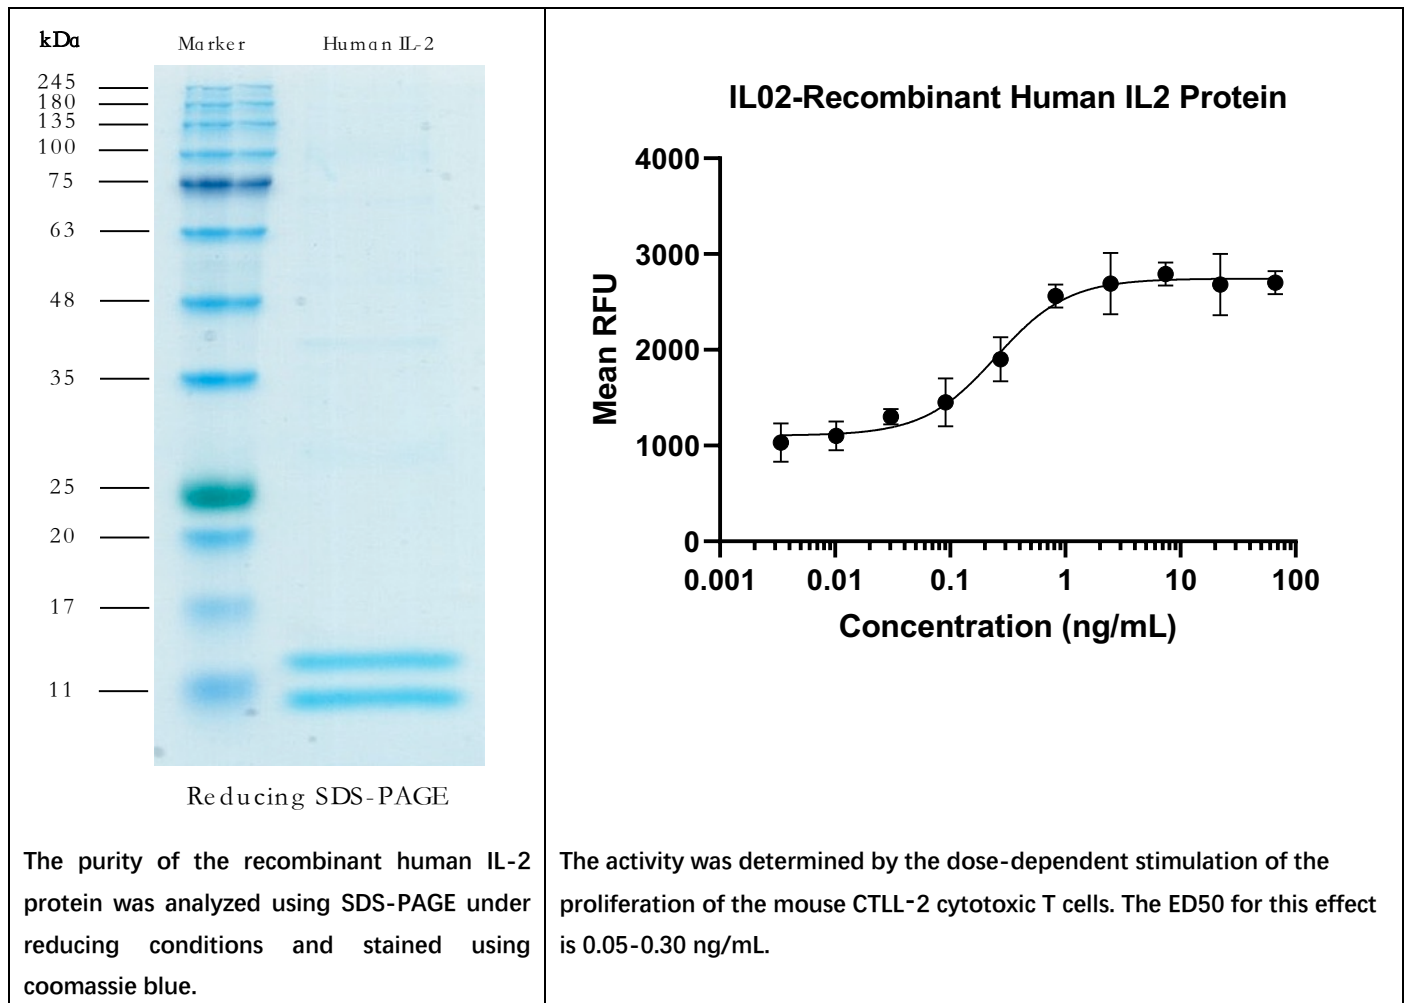 kDa
Marker Human IL-2
245
180
135
100
75
63
48
35
25
20
17
11
Reducing SDS-PAGE
The purity of the recombinant human IL-2
protein was analyzed using SDS-PAGE under
reducing conditions and stained using
coomassie blue.
IL02-Recombinant Human IL2 Protein
4000
3000
2000
1000
0
Mean RFU
0.001 0.01 0.1 1 10 100
Concentration (ng/mL)
The activity was determined by the dose-dependent stimulation of the
proliferation of the mouse CTLL-2 cytotoxic T cells. The ED50 for this effect
is 0.05-0.30 ng/mL.